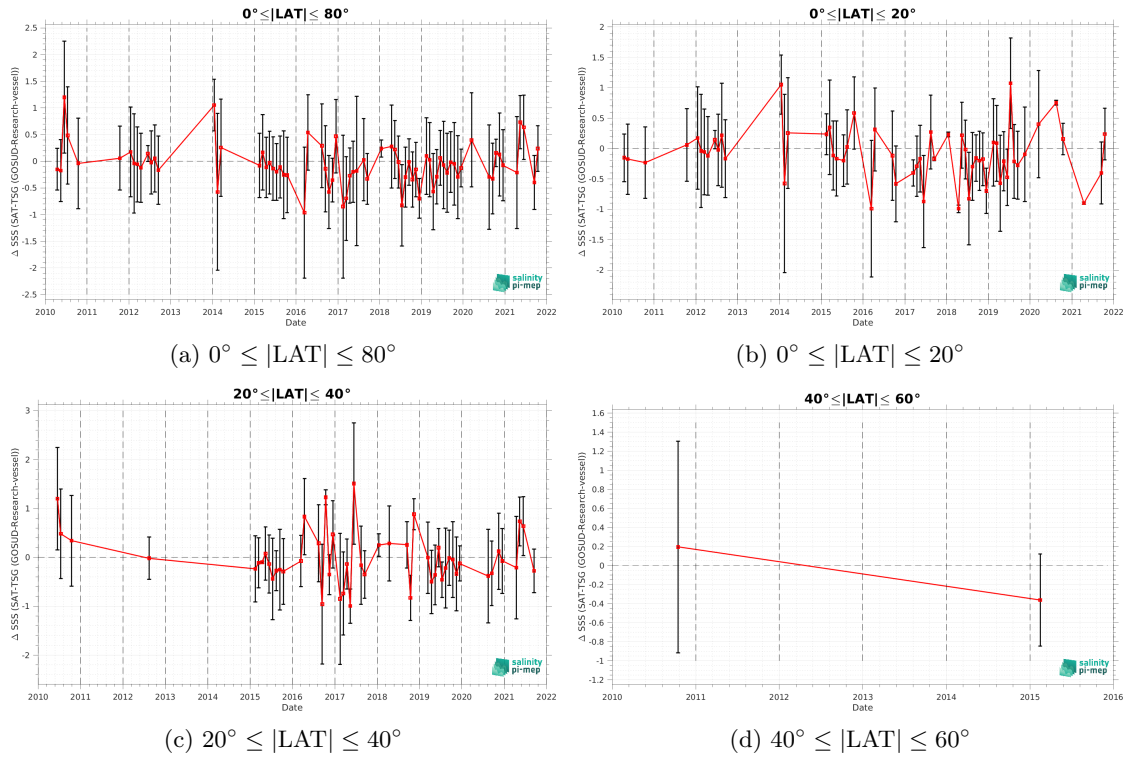 0°≤|LAT|≤ 80°
Δ SSS (SAT-TSG (GOSUD-Research-vessel))
2.5
2
1.5
1
0.5
0
-0.5
-1
-1.5
-2
-2.5
2010 2011 2012 2013 2014 2015 2016 2017 2018 2019 2020 2021 2022
Date
salinity
pi-mep
(a) 0° ≤ |LAT| ≤ 80°
0°≤|LAT|≤ 20°
Δ SSS (SAT-TSG (GOSUD-Research-vessel))
2
1.5
1
0.5
0
-0.5
-1
-1.5
-2
2010 2011 2012 2013 2014 2015 2016 2017 2018 2019 2020 2021 2022
Date
salinity
pi-mep
(b) 0° ≤ |LAT| ≤ 20°
20°≤|LAT|≤ 40°
Δ SSS (SAT-TSG (GOSUD-Research-vessel))
3
2
1
0
-1
-2
2010 2011 2012 2013 2014 2015 2016 2017 2018 2019 2020 2021 2022
Date
salinity
pi-mep
(c) 20° ≤ |LAT| ≤ 40°
40°≤|LAT|≤ 60°
Δ SSS (SAT-TSG (GOSUD-Research-vessel))
1.6
1.4
1.2
1
0.8
0.6
0.4
0.2
0
-0.2
-0.4
-0.6
-0.8
-1
-1.2
2010 2011 2012 2013 2014 2015 2016
Date
salinity
pi-mep
(d) 40° ≤ |LAT| ≤ 60°